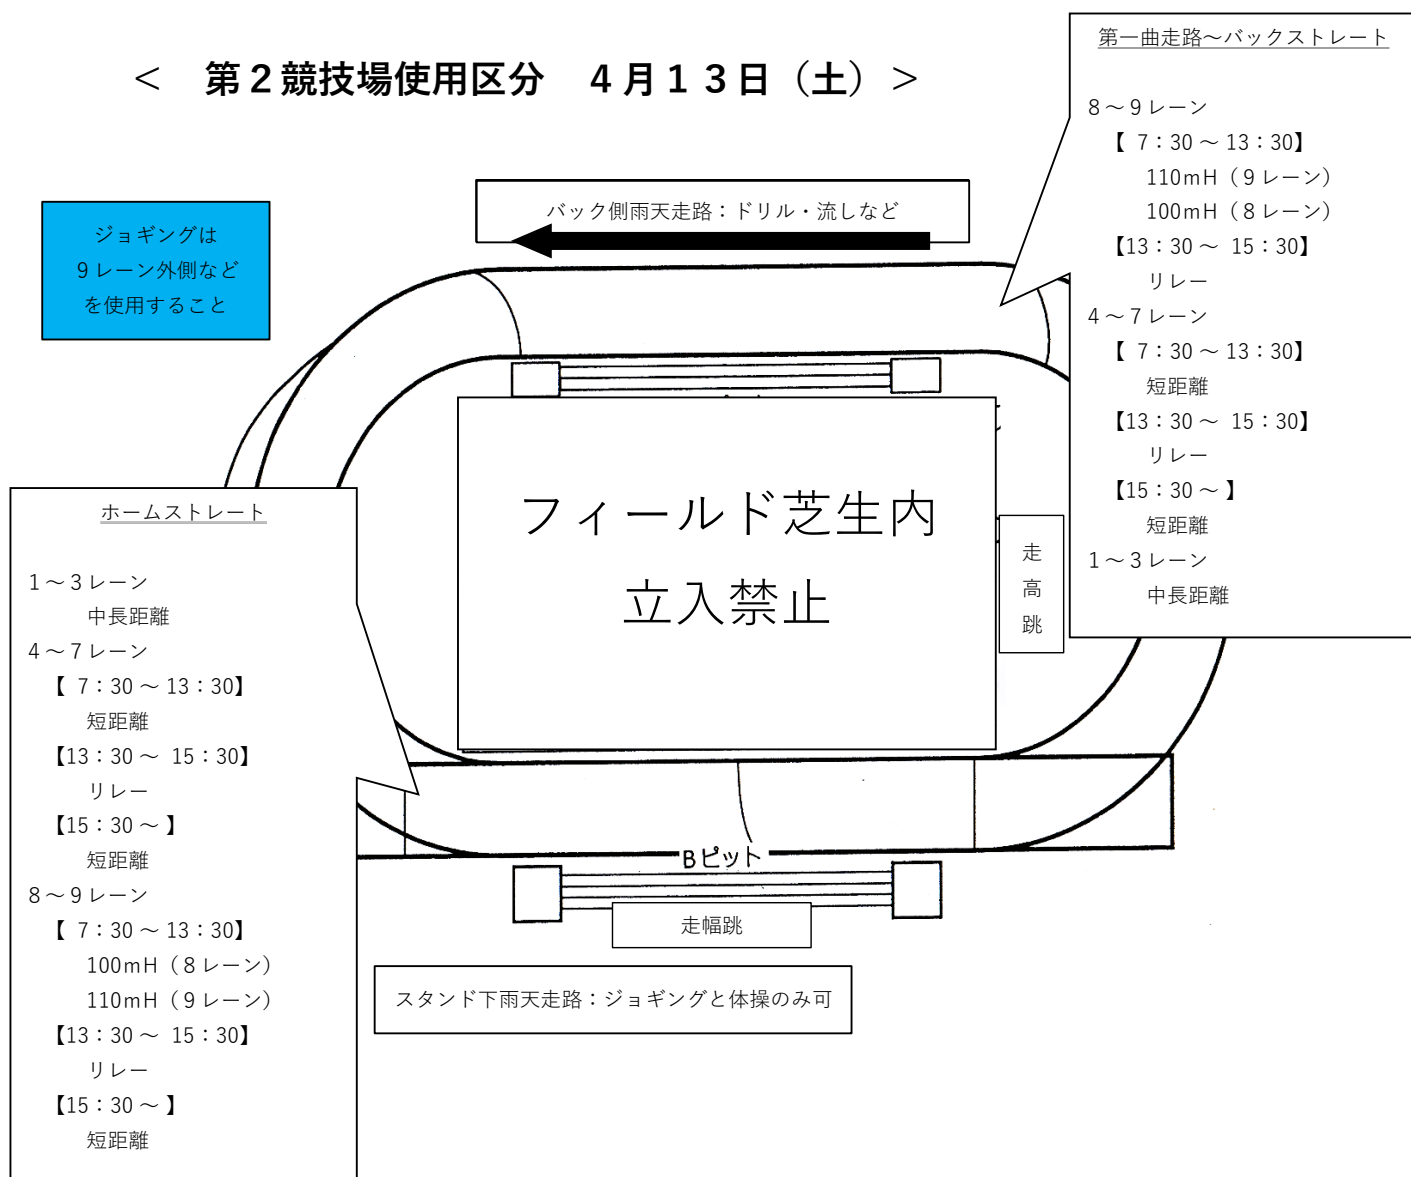 ＜　第２競技場使用区分　４月１３日（土）＞
第一曲走路～バックストレート
8～9レーン
【 7：30 ～ 13：30】
110mH（9レーン）
100mH（8レーン）
【13：30 ～ 15：30】
リレー
4～7レーン
【 7：30 ～ 13：30】
短距離
【13：30 ～ 15：30】
リレー
【15：30 ～ 】
短距離
1～3レーン
中長距離
バック側雨天走路：ドリル・流しなど
ジョギングは
9レーン外側など
を使用すること
フィールド芝生内
立入禁止
走高跳
ホームストレート
1～3レーン
中長距離
4～7レーン
【 7：30 ～ 13：30】
短距離
【13：30 ～ 15：30】
リレー
【15：30 ～ 】
短距離
8～9レーン
【 7：30 ～ 13：30】
100mH（8レーン）
110mH（9レーン）
【13：30 ～ 15：30】
リレー
【15：30 ～ 】
短距離
Bピット
走幅跳
スタンド下雨天走路：ジョギングと体操のみ可